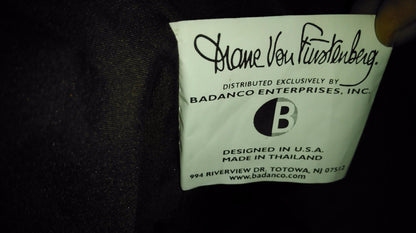 Diane Von Furstenberg.
DISTRIBUTED EXCLUSIVELY BY
BADANCO ENTERPRISES, INC.
B
DESIGNED IN U.S.A.
MADE IN THAILAND
994 RIVERVIEW DR, TOTOWA, NJ 07512
www.badanco.com